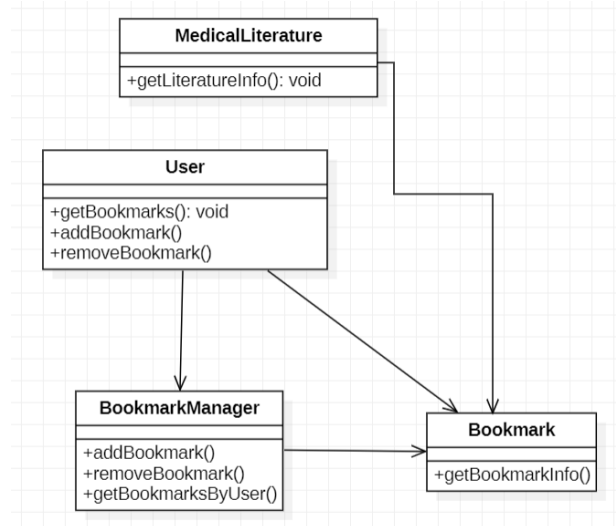 MedicalLiterature
+getLiteratureInfo(): void
User
+getBookmarks(): void
+addBookmark()
+removeBookmark()
BookmarkManager
+addBookmark()
+removeBookmark()
+getBookmarksByUser()
Bookmark
+getBookmarkInfo()